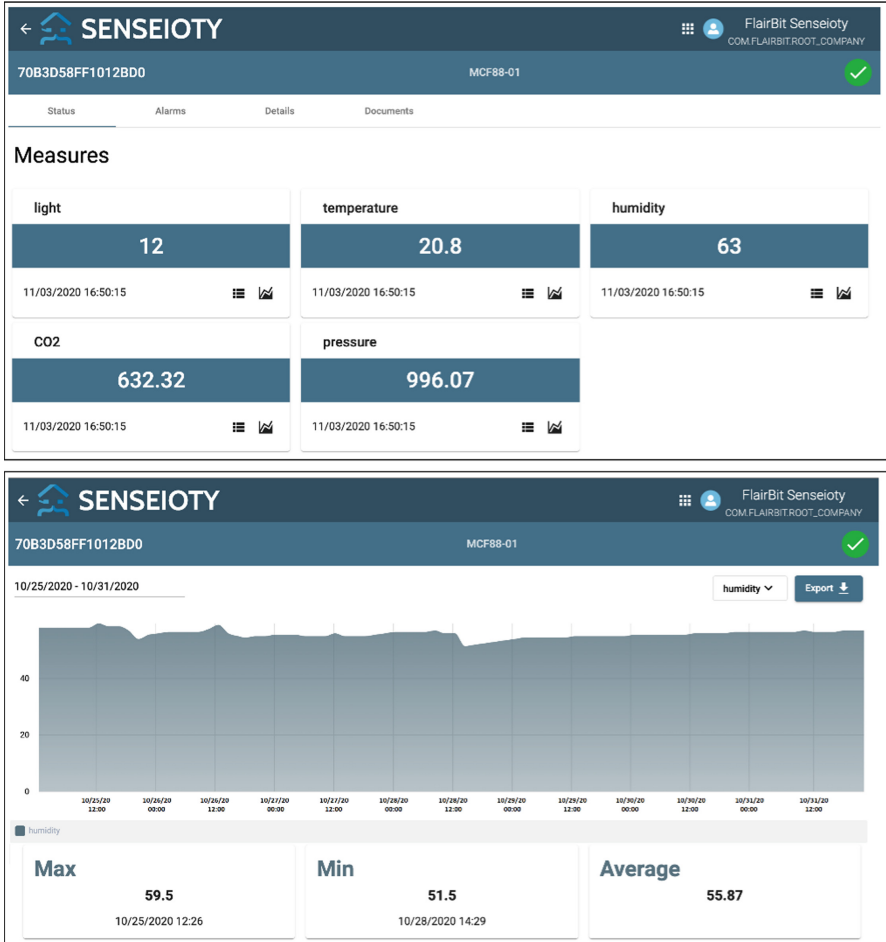 SENSEIOTY
FlairBit Senseioty
COM.FLAIRBIT.ROOT_COMPANY
70B3D58FF1012BD0 MCF88-01
Status Alarms Details Documents
Measures
light temperature humidity
12 20.8 63
11/03/2020 16:50:15 11/03/2020 16:50:15 11/03/2020 16:50:15
CO2 pressure
632.32 996.07
11/03/2020 16:50:15 11/03/2020 16:50:15
SENSEIOTY
FlairBit Senseioty
COM.FLAIRBIT.ROOT_COMPANY
70B3D58FF1012BD0 MCF88-01
10/25/2020 - 10/31/2020 humidity Export
40
20
0
10/25/20 10/26/20 10/26/20 10/27/20 10/27/20 10/28/20 10/28/20 10/29/20 10/29/20 10/30/20 10/30/20 10/31/20 10/31/20
12:00 00:00 12:00 00:00 12:00 00:00 12:00 00:00 12:00 00:00 12:00 00:00 12:00
humidity
Max Min Average
59.5 51.5 55.87
10/25/2020 12:26 10/28/2020 14:29